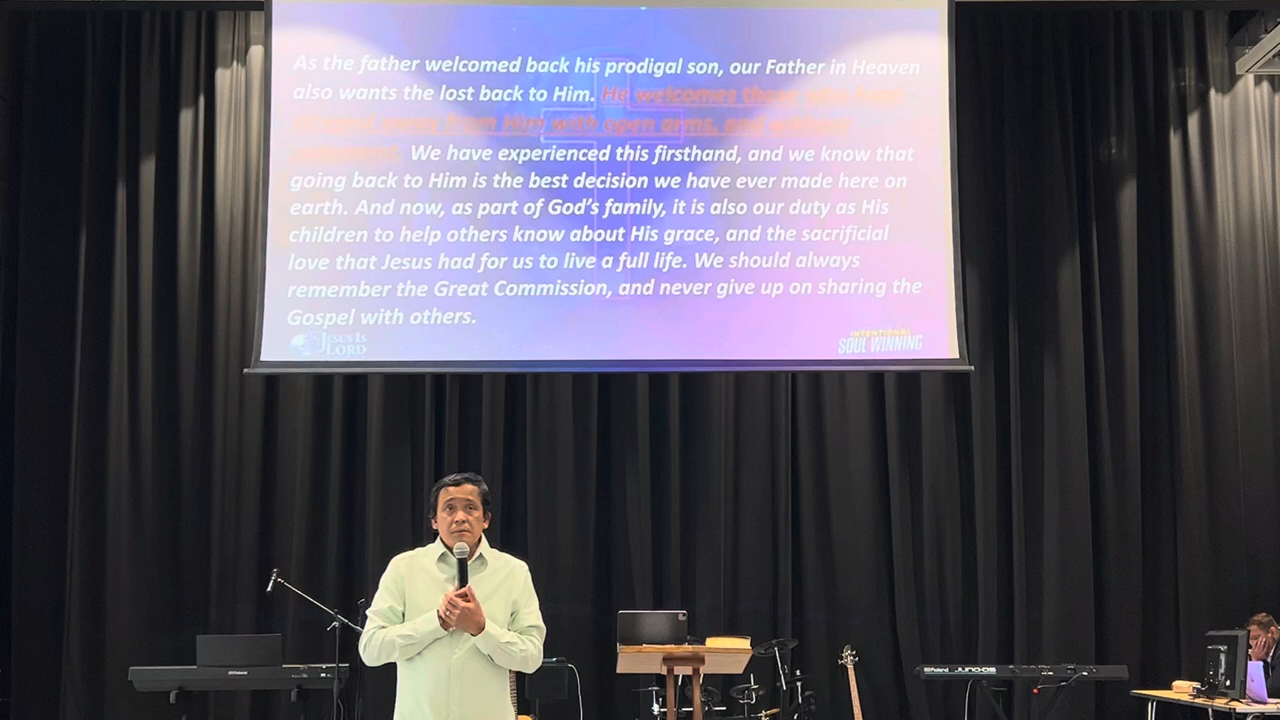 As the father welcomed back his prodigal son, our Father in Heaven
also wants the lost back to Him. He welcomes those who have
strayed away from Him with open arms, and without
We have experienced this firsthand, and we know that
going back to Him is the best decision we have ever made here on
earth. And now, as part of God's family, it is also our duty as His
children to help others know about His grace, and the sacrificial
love that Jesus had for us to live a full life. We should always
remember the Great Commission, and never give up on sharing the
Gospel with others.
JESUS IS
LORD
INTENTIONAL
SOUL WINNING
Roland
Roland JUNO-DS